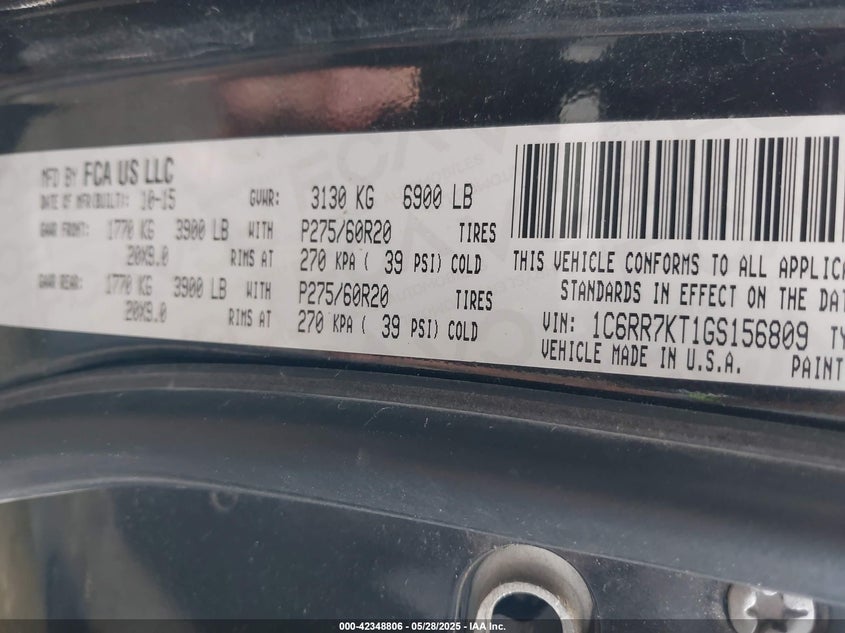 MFD BY FCA US LLC
DATE OF MFR(BUILT): 10-15 GVWR: 3130 KG 6900 LB
GAWR FRONT: 1770 KG 3900 LB WITH P275/60R20 TIRES
20X9.0 RIMS AT 270 KPA ( 39 PSI) COLD
GAWR REAR: 1770 KG 3900 LB WITH P275/60R20 TIRES
20X9.0 RIMS AT 270 KPA ( 39 PSI) COLD
THIS VEHICLE CONFORMS TO ALL APPLICA
STANDARDS IN EFFECT ON THE DAT
VIN: 1C6RR7KT1GS156809 TY
VEHICLE MADE IN U.S.A. PAINT
000-42348806 - 05/28/2025 - IAA Inc.